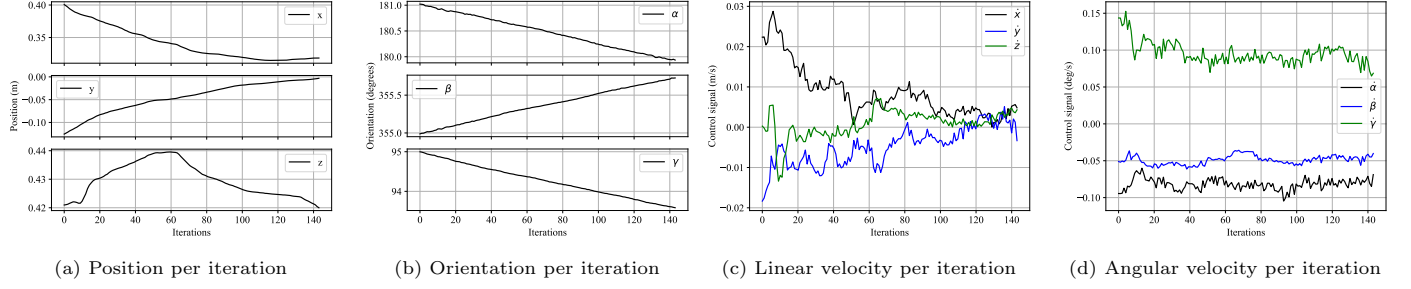 0.40
0.35
x
0.00
−0.05
−0.10
y
0.44
0.43
0.42
z
Position (m)
0 20 40 60 80 100 120 140
Iterations
(a) Position per iteration
181.0
180.5
180.0
α
355.5
355.0
β
95
94
γ
Orientation (degrees)
0 20 40 60 80 100 120 140
Iterations
(b) Orientation per iteration
0.03
0.02
0.01
0.00
−0.01
−0.02
Control signal (m/s)
ẋ
ẏ
ż
0 20 40 60 80 100 120 140
Iterations
(c) Linear velocity per iteration
0.15
0.10
0.05
0.00
−0.05
−0.10
Control signal (deg/s)
α̇
β̇
γ̇
0 20 40 60 80 100 120 140
Iterations
(d) Angular velocity per iteration